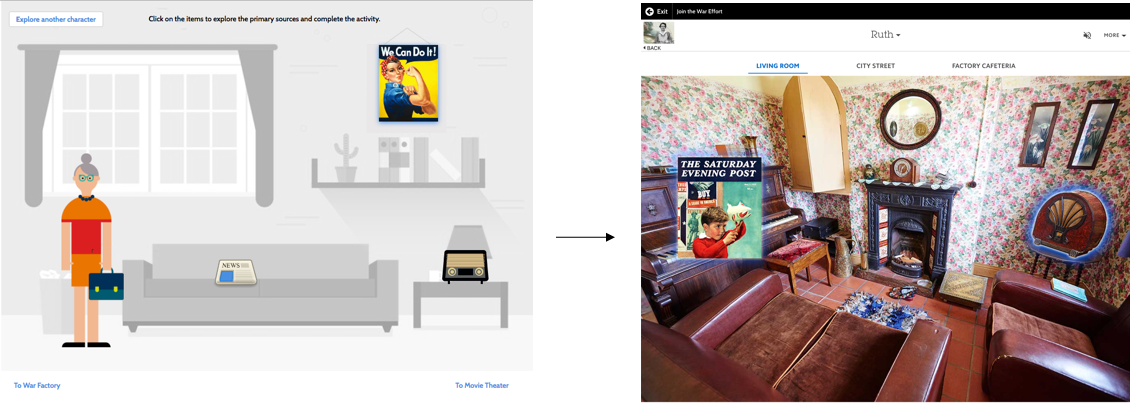 Explore another character
Click on the items to explore the primary sources and complete the activity.
We Can Do It!
NEWS
To War Factory
To Movie Theater
Exit
Join the War Effort
BACK
Ruth
MORE
LIVING ROOM
CITY STREET
FACTORY CAFETERIA
THE SATURDAY
EVENING POST
BUY